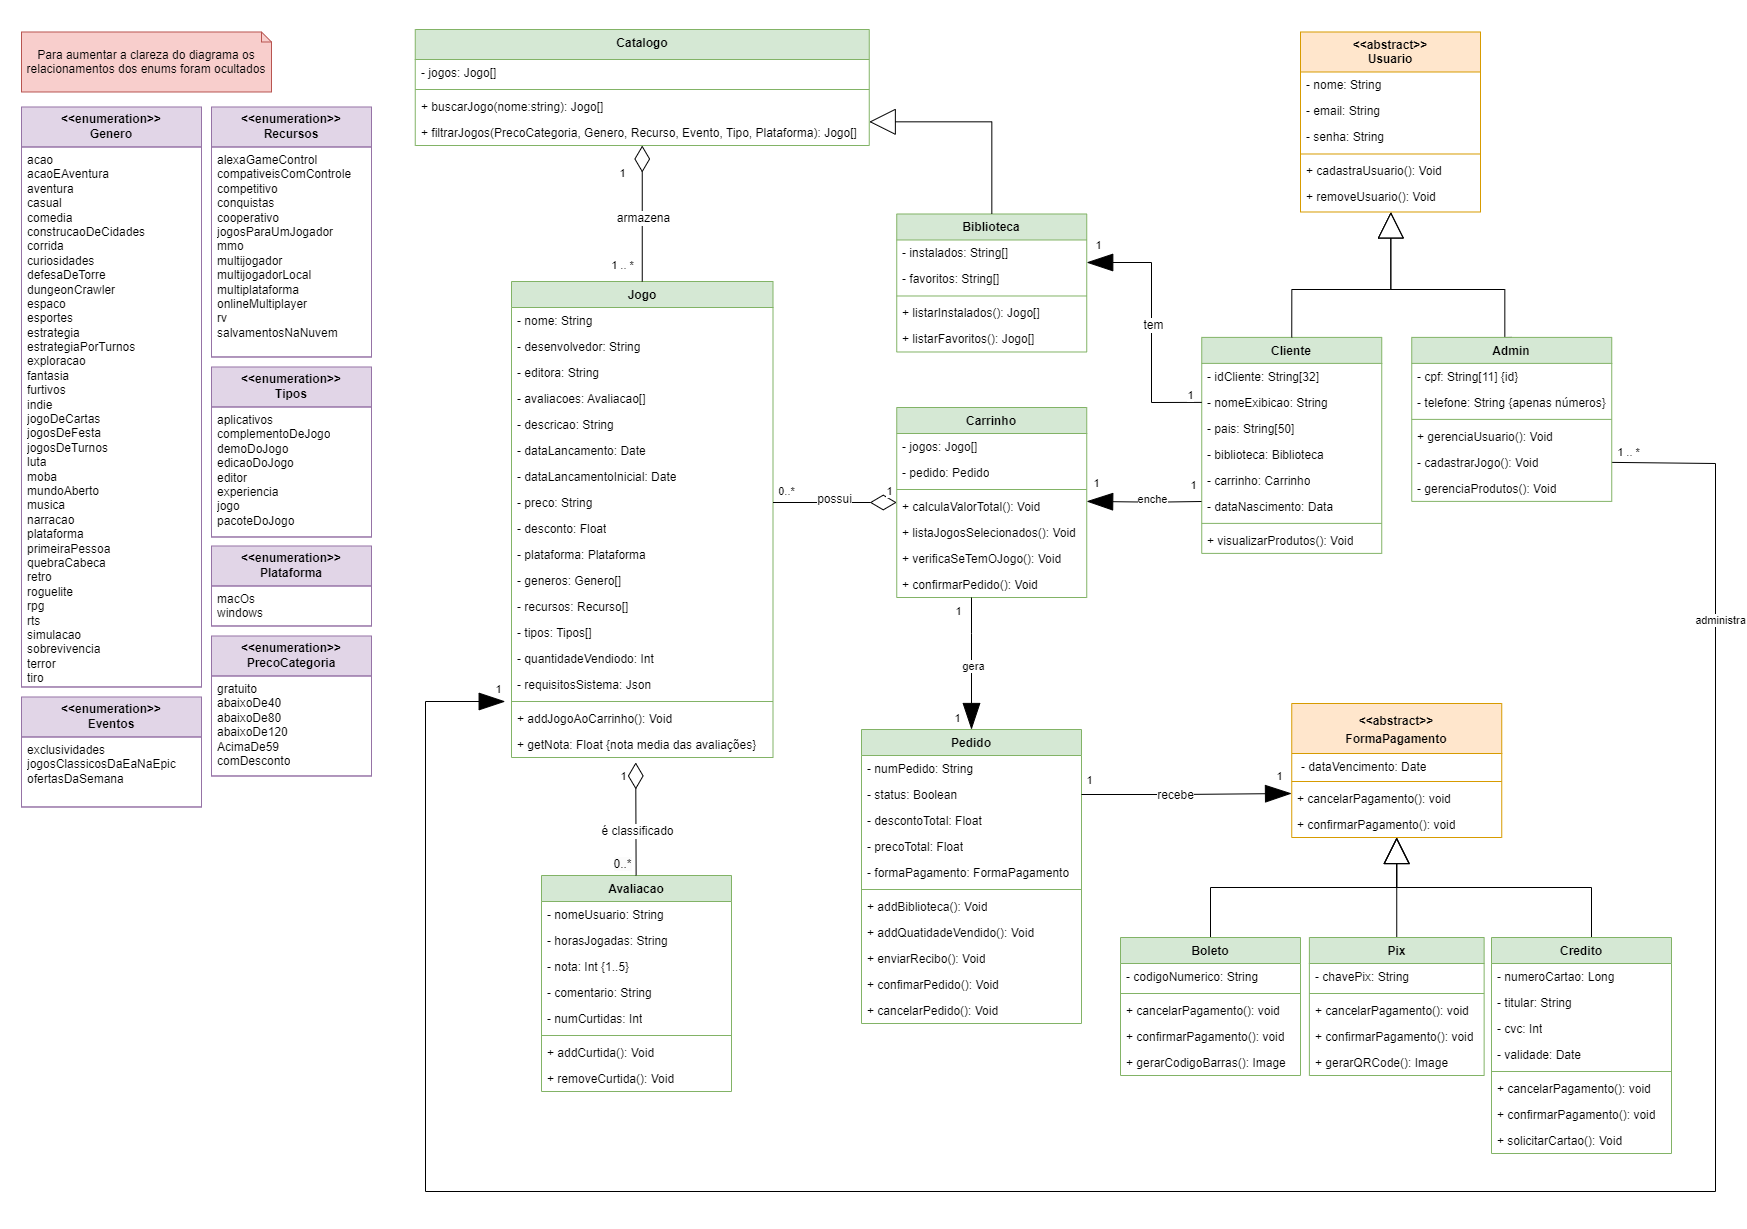 Para aumentar a clareza do diagrama os
relacionamentos dos enums foram ocultados
<<enumeration>>
Genero
acao
acaoEAventura
aventura
casual
comedia
construcaoDeCidades
corrida
curiosidades
defesaDeTorre
dungeonCrawler
espaco
esportes
estrategia
estrategiaPorTurnos
exploracao
fantasia
furtivos
indie
jogoDeCartas
jogosDeFesta
jogosDeTurnos
luta
moba
mundoAberto
musica
narracao
plataforma
primeiraPessoa
quebraCabeca
retro
roguelite
rpg
rts
simulacao
sobrevivencia
terror
tiro
<<enumeration>>
Eventos
exclusividades
jogosClassicosDaEaNaEpic
ofertasDaSemana
<<enumeration>>
Recursos
alexaGameControl
compativeisComControle
competitivo
conquistas
cooperativo
jogosParaUmJogador
mmo
multijogador
multijogadorLocal
multiplataforma
onlineMultiplayer
rv
salvamentosNaNuvem
<<enumeration>>
Tipos
aplicativos
complementoDeJogo
demoDoJogo
edicaoDoJogo
editor
experiencia
jogo
pacoteDoJogo
<<enumeration>>
Plataforma
macOs
windows
<<enumeration>>
PrecoCategoria
gratuito
abaixoDe40
abaixoDe80
abaixoDe120
AcimaDe59
comDesconto
Catalogo
- jogos: Jogo[]
+ buscarJogo(nome:string): Jogo[]
+ filtrarJogos(PrecoCategoria, Genero, Recurso, Evento, Tipo, Plataforma): Jogo[]
1
armazena
1 .. *
Jogo
- nome: String
- desenvolvedor: String
- editora: String
- avaliacoes: Avaliacao[]
- descricao: String
- dataLancamento: Date
- dataLancamentoInicial: Date
- preco: String
- desconto: Float
- plataforma: Plataforma
- generos: Genero[]
- recursos: Recurso[]
- tipos: Tipos[]
- quantidadeVendiodo: Int
- requisitosSistema: Json
+ addJogoAoCarrinho(): Void
+ getNota: Float {nota media das avaliações}
1
1
é classificado
0..*
Avaliacao
- nomeUsuario: String
- horasJogadas: String
- nota: Int {1..5}
- comentario: String
- numCurtidas: Int
+ addCurtida(): Void
+ removeCurtida(): Void
Biblioteca
- instalados: String[]
- favoritos: String[]
+ listarInstalados(): Jogo[]
+ listarFavoritos(): Jogo[]
1
tem
1
Carrinho
- jogos: Jogo[]
- pedido: Pedido
+ calculaValorTotal(): Void
+ listaJogosSelecionados(): Void
+ verificaSeTemOJogo(): Void
+ confirmarPedido(): Void
0..*
possui
1
1
enche
1
1
gera
1
Pedido
- numPedido: String
- status: Boolean
- descontoTotal: Float
- precoTotal: Float
- formaPagamento: FormaPagamento
+ addBiblioteca(): Void
+ addQuatidadeVendido(): Void
+ enviarRecibo(): Void
+ confimarPedido(): Void
+ cancelarPedido(): Void
1
recebe
1
<<abstract>>
Usuario
- nome: String
- email: String
- senha: String
+ cadastraUsuario(): Void
+ removeUsuario(): Void
Cliente
- idCliente: String[32]
- nomeExibicao: String
- pais: String[50]
- biblioteca: Biblioteca
- carrinho: Carrinho
- dataNascimento: Data
+ visualizarProdutos(): Void
Admin
- cpf: String[11] {id}
- telefone: String {apenas números}
+ gerenciaUsuario(): Void
- cadastrarJogo(): Void
- gerenciaProdutos(): Void
1 .. *
administra
<<abstract>>
FormaPagamento
- dataVencimento: Date
+ cancelarPagamento(): void
+ confirmarPagamento(): void
Boleto
- codigoNumerico: String
+ cancelarPagamento(): void
+ confirmarPagamento(): void
+ gerarCodigoBarras(): Image
Pix
- chavePix: String
+ cancelarPagamento(): void
+ confirmarPagamento(): void
+ gerarQRCode(): Image
Credito
- numeroCartao: Long
- titular: String
- cvc: Int
- validade: Date
+ cancelarPagamento(): void
+ confirmarPagamento(): void
+ solicitarCartao(): Void